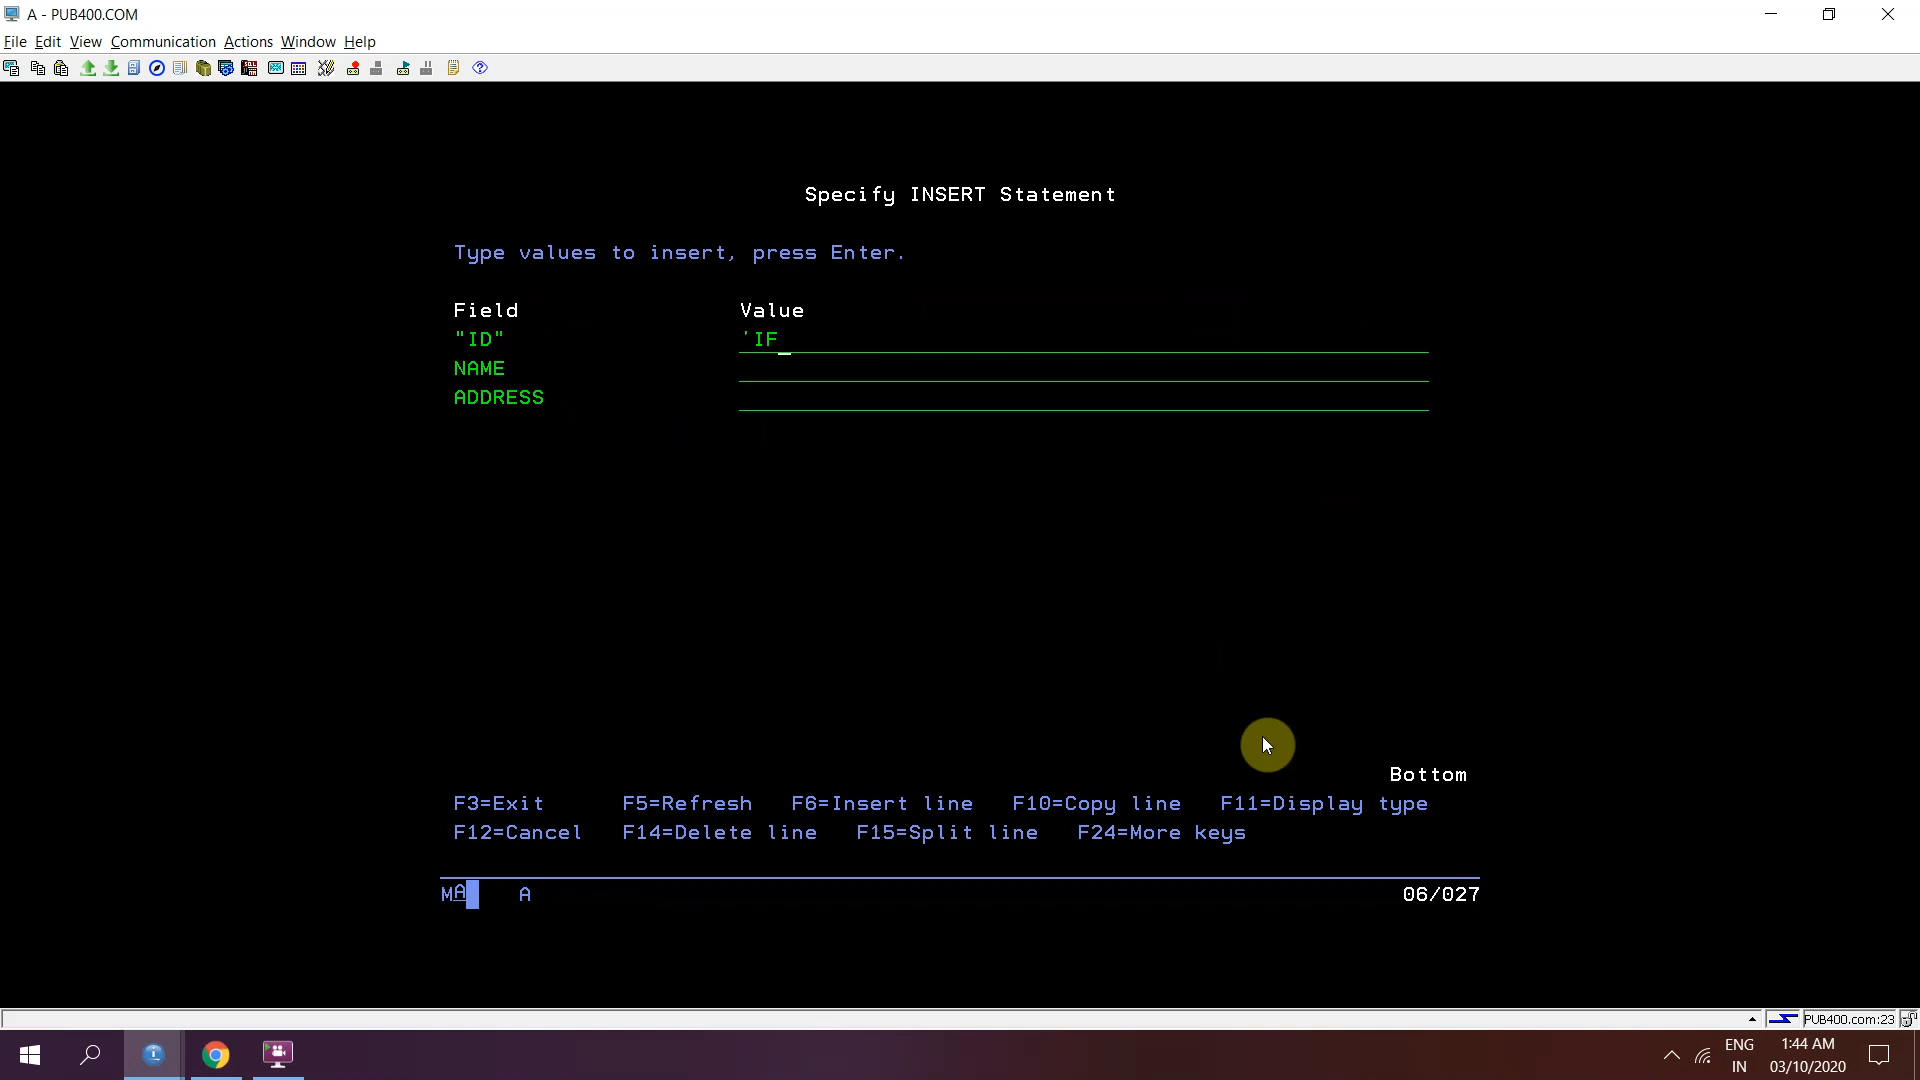 A - PUB400.COM
File Edit View Communication Actions Window Help
Specify INSERT Statement
Type values to insert, press Enter.
Field Value
"ID" 'IF_
NAME
ADDRESS
Bottom
F3=Exit F5=Refresh F6=Insert line F10=Copy line F11=Display type
F12=Cancel F14=Delete line F15=Split line F24=More keys
MA A 06/027
PUB400.com:23
ENG 1:44 AM
IN 03/10/2020